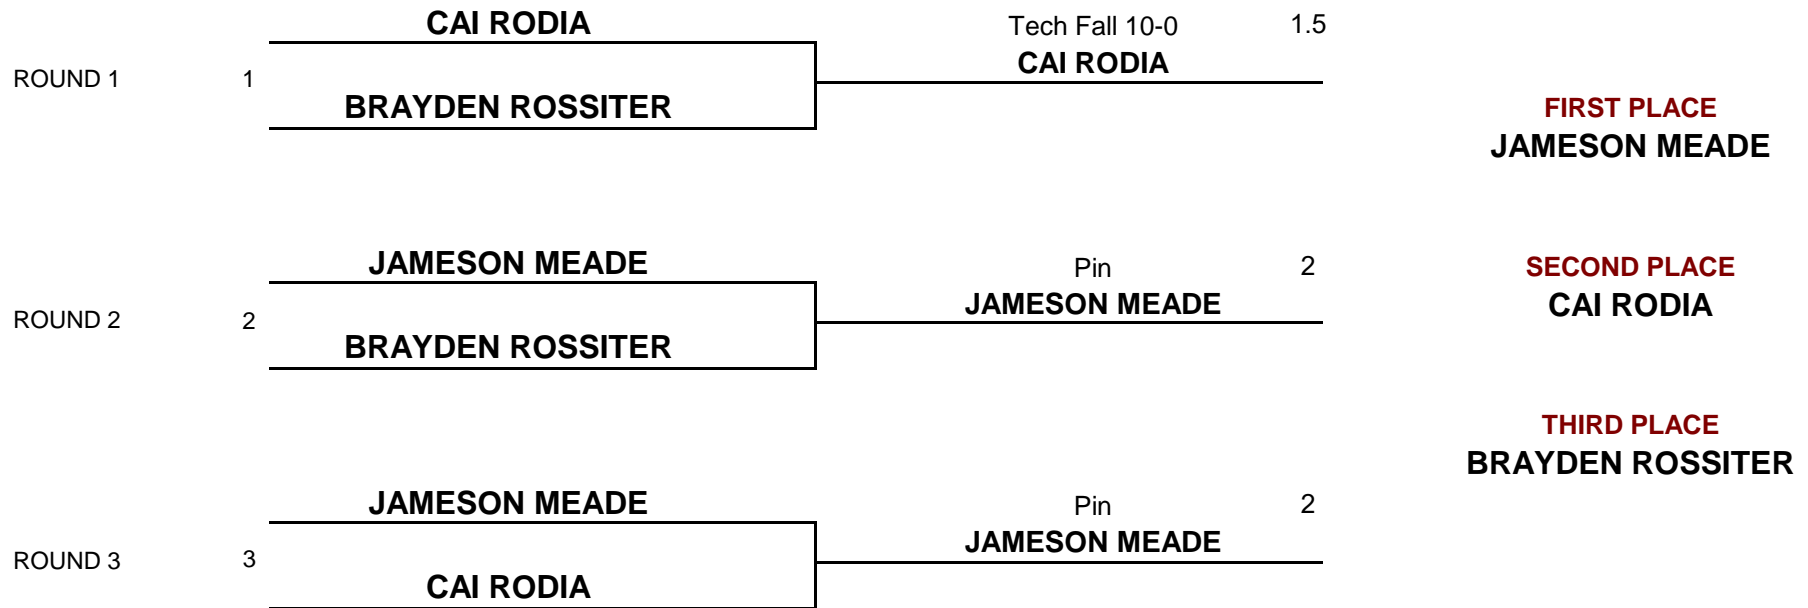 CAI RODIA
Tech Fall 10-0 1.5
CAI RODIA
ROUND 1 1
BRAYDEN ROSSITER
FIRST PLACE
JAMESON MEADE
JAMESON MEADE
Pin 2
JAMESON MEADE
ROUND 2 2
BRAYDEN ROSSITER
SECOND PLACE
CAI RODIA
THIRD PLACE
BRAYDEN ROSSITER
JAMESON MEADE
Pin 2
JAMESON MEADE
ROUND 3 3
CAI RODIA